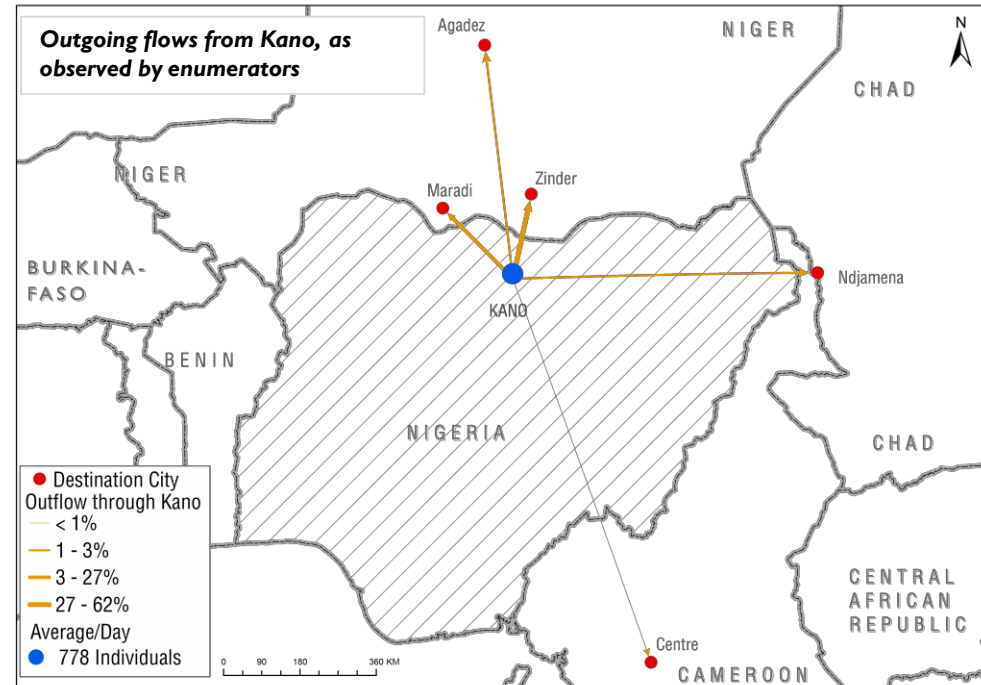 Outgoing flows from Kano, as
observed by enumerators
Agadez
NIGER
N
CHAD
NIGER
Maradi
Zinder
BURKINA-
FASO
Ndjamena
KANO
BENIN
NIGERIA
CHAD
Destination City
Outflow through Kano
< 1%
1 - 3%
3 - 27%
27 - 62%
Average/Day
778 Individuals
0 90 180 360 KM
Centre
CAMEROON
CENTRAL
AFRICAN
REPUBLIC